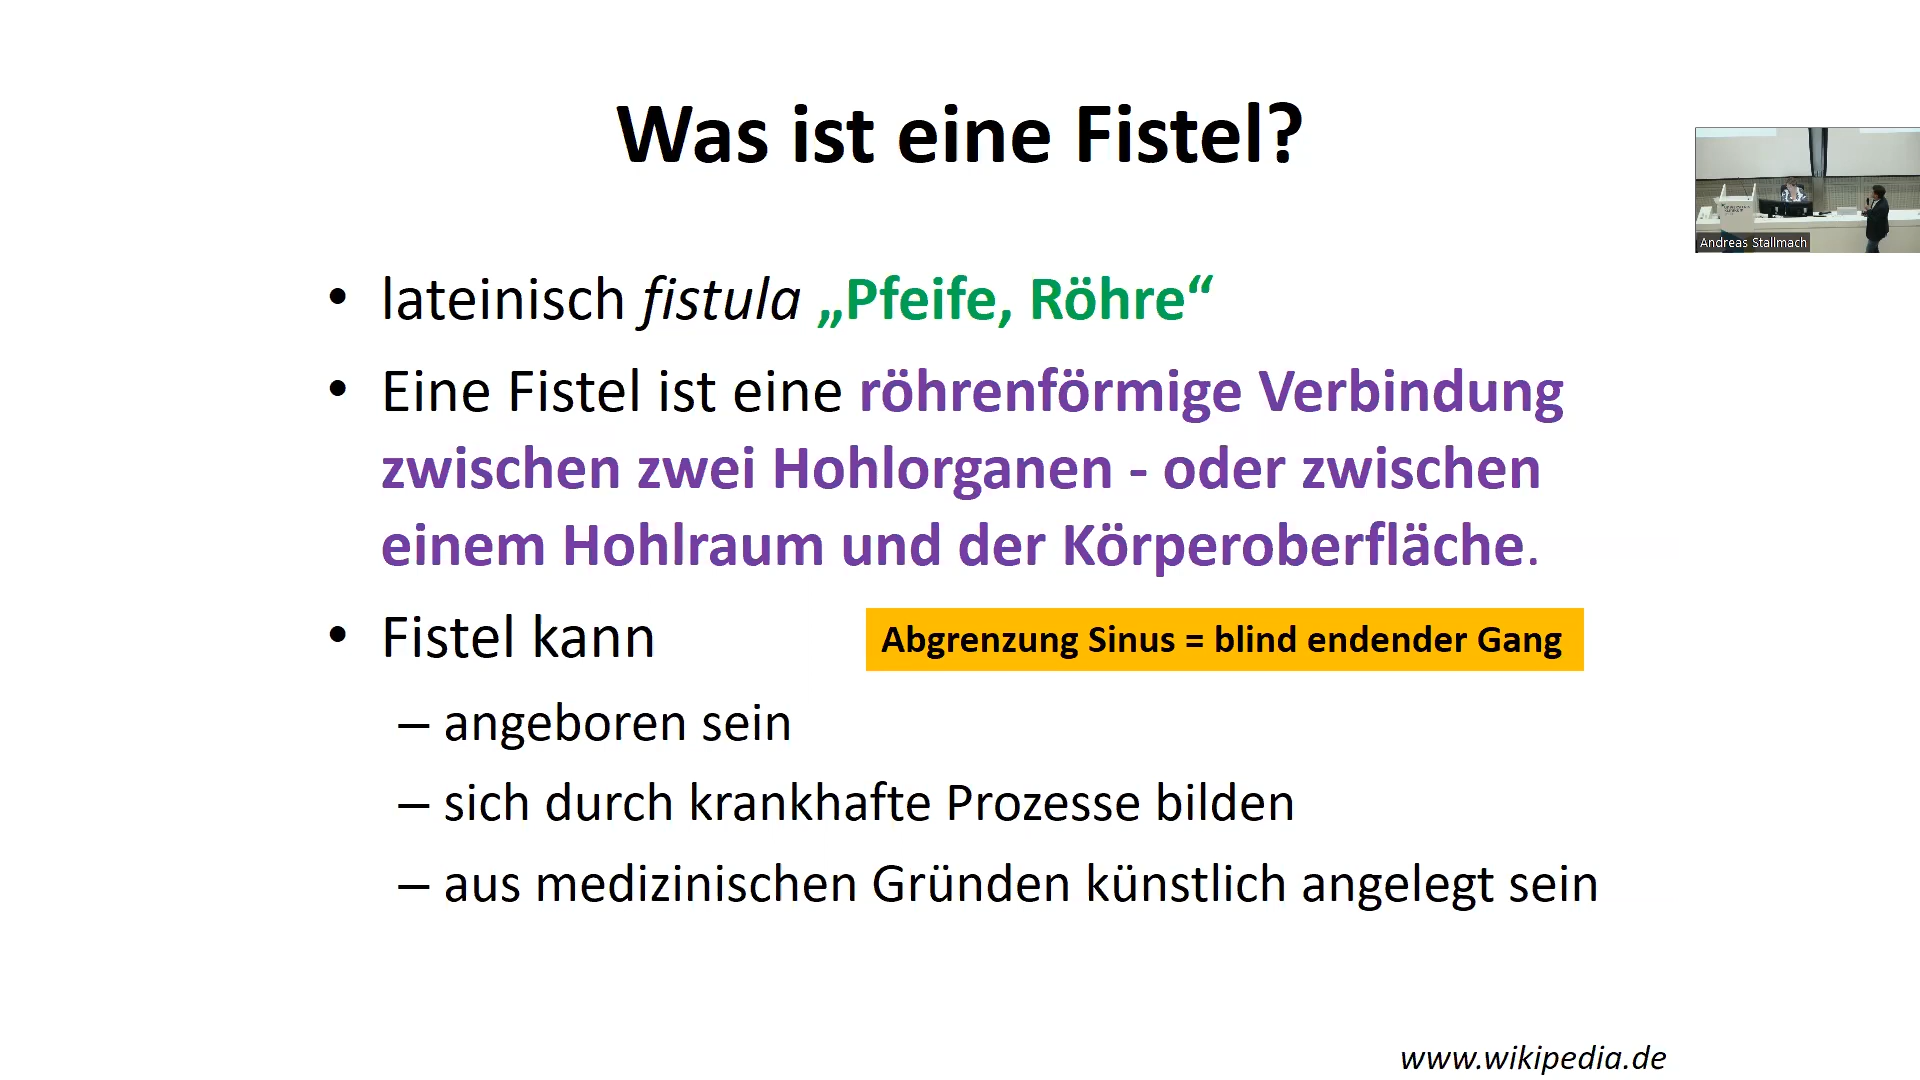 Was ist eine Fistel?
• lateinisch fistula „Pfeife, Röhre“
• Eine Fistel ist eine röhrenförmige Verbindung
zwischen zwei Hohlorganen - oder zwischen
einem Hohlraum und der Körperoberfläche.
• Fistel kann
Abgrenzung Sinus = blind endender Gang
– angeboren sein
– sich durch krankhafte Prozesse bilden
– aus medizinischen Gründen künstlich angelegt sein
www.wikipedia.de
Andreas Stallmach